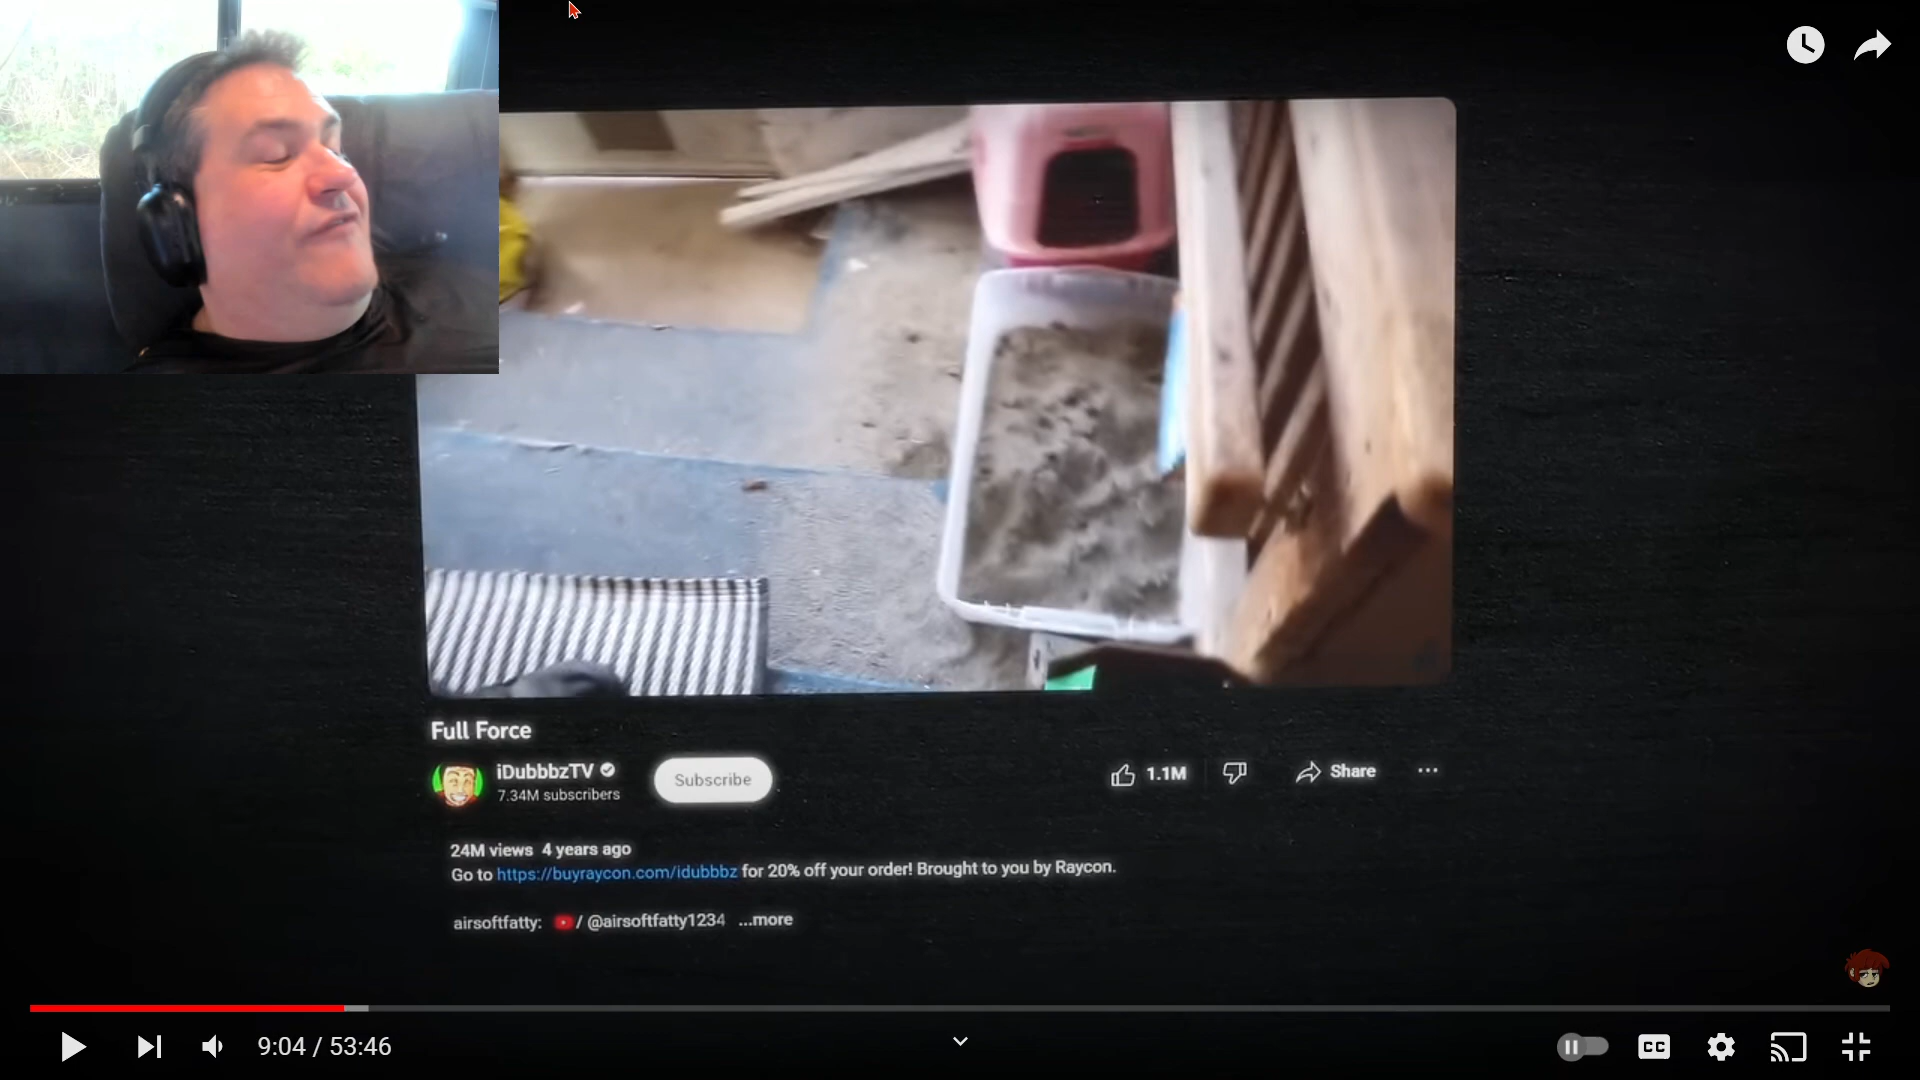 Full Force
iDubbbzTV
7.34M subscribers
Subscribe
1.1M
Share
24M views 4 years ago
Go to https://buyraycon.com/idubbbz for 20% off your order! Brought to you by Raycon.
airsoftfatty: / @airsoftfatty1234 ...more
9:04 / 53:46
CC